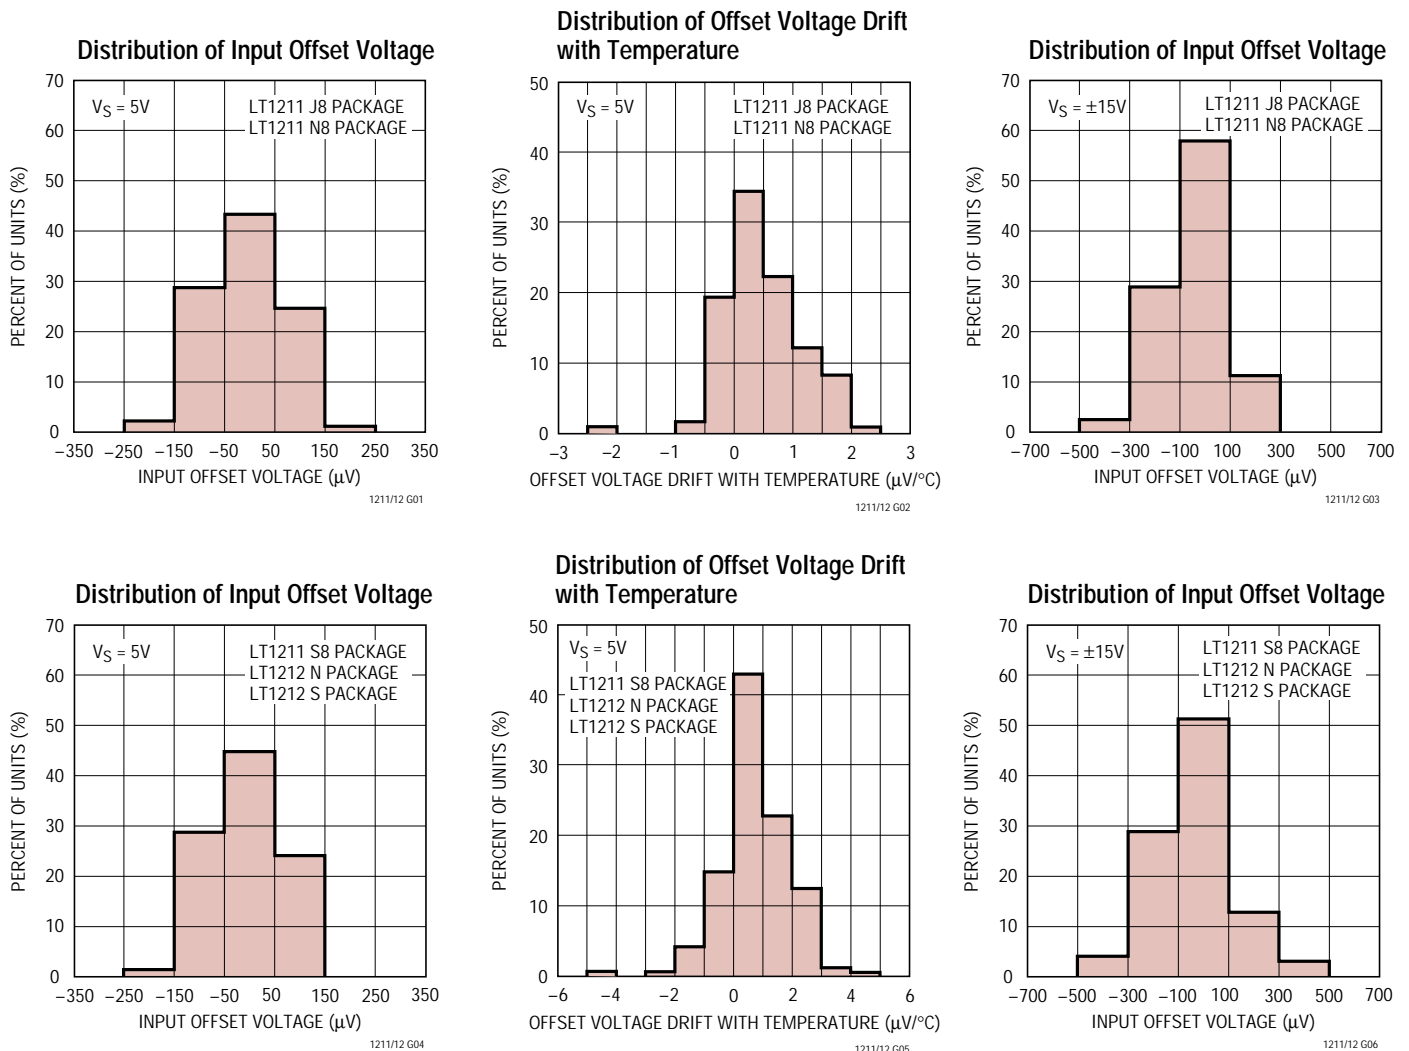 Distribution of Input Offset Voltage
VS = 5V
LT1211 J8 PACKAGE
LT1211 N8 PACKAGE
PERCENT OF UNITS (%)
70
60
50
40
30
20
10
0
–350 –250 –150 –50 50 150 250 350
INPUT OFFSET VOLTAGE (µV)
1211/12 G01
Distribution of Offset Voltage Drift
with Temperature
VS = 5V
LT1211 J8 PACKAGE
LT1211 N8 PACKAGE
PERCENT OF UNITS (%)
50
40
30
20
10
0
–3 –2 –1 0 1 2 3
OFFSET VOLTAGE DRIFT WITH TEMPERATURE (µV/°C)
1211/12 G02
Distribution of Input Offset Voltage
VS = ±15V
LT1211 J8 PACKAGE
LT1211 N8 PACKAGE
PERCENT OF UNITS (%)
70
60
50
40
30
20
10
0
–700 –500 –300 –100 100 300 500 700
INPUT OFFSET VOLTAGE (µV)
1211/12 G03
Distribution of Input Offset Voltage
VS = 5V
LT1211 S8 PACKAGE
LT1212 N PACKAGE
LT1212 S PACKAGE
PERCENT OF UNITS (%)
70
60
50
40
30
20
10
0
–350 –250 –150 –50 50 150 250 350
INPUT OFFSET VOLTAGE (µV)
1211/12 G04
Distribution of Offset Voltage Drift
with Temperature
VS = 5V
LT1211 S8 PACKAGE
LT1212 N PACKAGE
LT1212 S PACKAGE
PERCENT OF UNITS (%)
50
40
30
20
10
0
–6 –4 –2 0 2 4 6
OFFSET VOLTAGE DRIFT WITH TEMPERATURE (µV/°C)
1211/12 G05
Distribution of Input Offset Voltage
VS = ±15V
LT1211 S8 PACKAGE
LT1212 N PACKAGE
LT1212 S PACKAGE
PERCENT OF UNITS (%)
70
60
50
40
30
20
10
0
–700 –500 –300 –100 100 300 500 700
INPUT OFFSET VOLTAGE (µV)
1211/12 G06